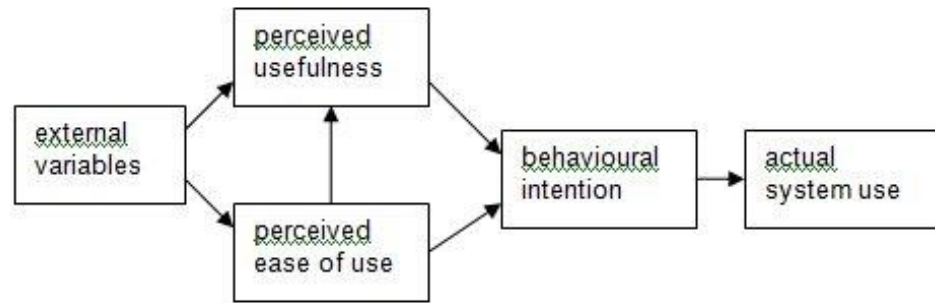 perceived
usefulness
external
variables
behavioural
intention
actual
system use
perceived
ease of use